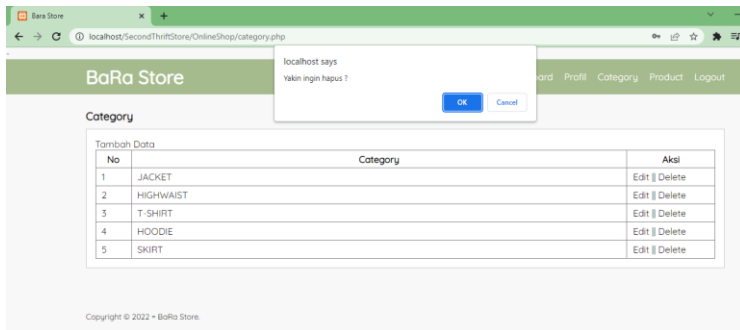 Bara Store
localhost/SecondThriftStore/OnlineShop/category.php
localhost says
Yakin ingin hapus ?
OK Cancel
BaRa Store
ard Profil Category Product Logout
Category
Tambah Data
No Category Aksi
1 JACKET Edit || Delete
2 HIGHWAIST Edit || Delete
3 T-SHIRT Edit || Delete
4 HOODIE Edit || Delete
5 SKIRT Edit || Delete
Copyright © 2022 - BaRa Store.